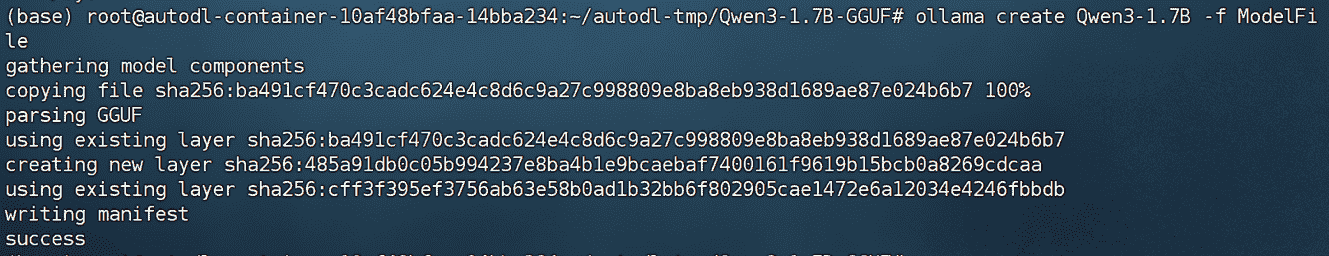 (base) root@autodl-container-10af48bfaa-14bba234:~/autodl-tmp/Qwen3-1.7B-GGUF# ollama create Qwen3-1.7B -f ModelFi
le
gathering model components
copying file sha256:ba491cf470c3cadc624e4c8d6c9a27c998809e8ba8eb938d1689ae87e024b6b7 100%
parsing GGUF
using existing layer sha256:ba491cf470c3cadc624e4c8d6c9a27c998809e8ba8eb938d1689ae87e024b6b7
creating new layer sha256:485a91db0c05b994237e8ba4b1e9bcaebaf7400161f9619b15bcb0a8269cdcaa
using existing layer sha256:cff3f395ef3756ab63e58b0ad1b32bb6f802905cae1472e6a12034e4246fbbdb
writing manifest
success